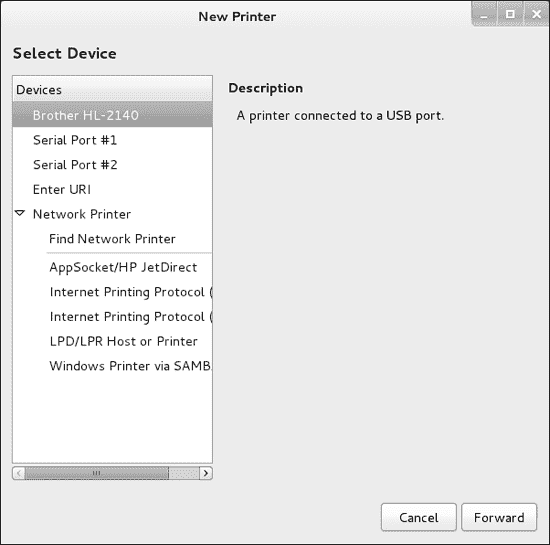 New Printer
Select Device
Devices
Brother HL-2140
Serial Port #1
Serial Port #2
Enter URI
Network Printer
Find Network Printer
AppSocket/HP JetDirect
Internet Printing Protocol (
Internet Printing Protocol (
LPD/LPR Host or Printer
Windows Printer via SAMB
Description
A printer connected to a USB port.
Cancel
Forward